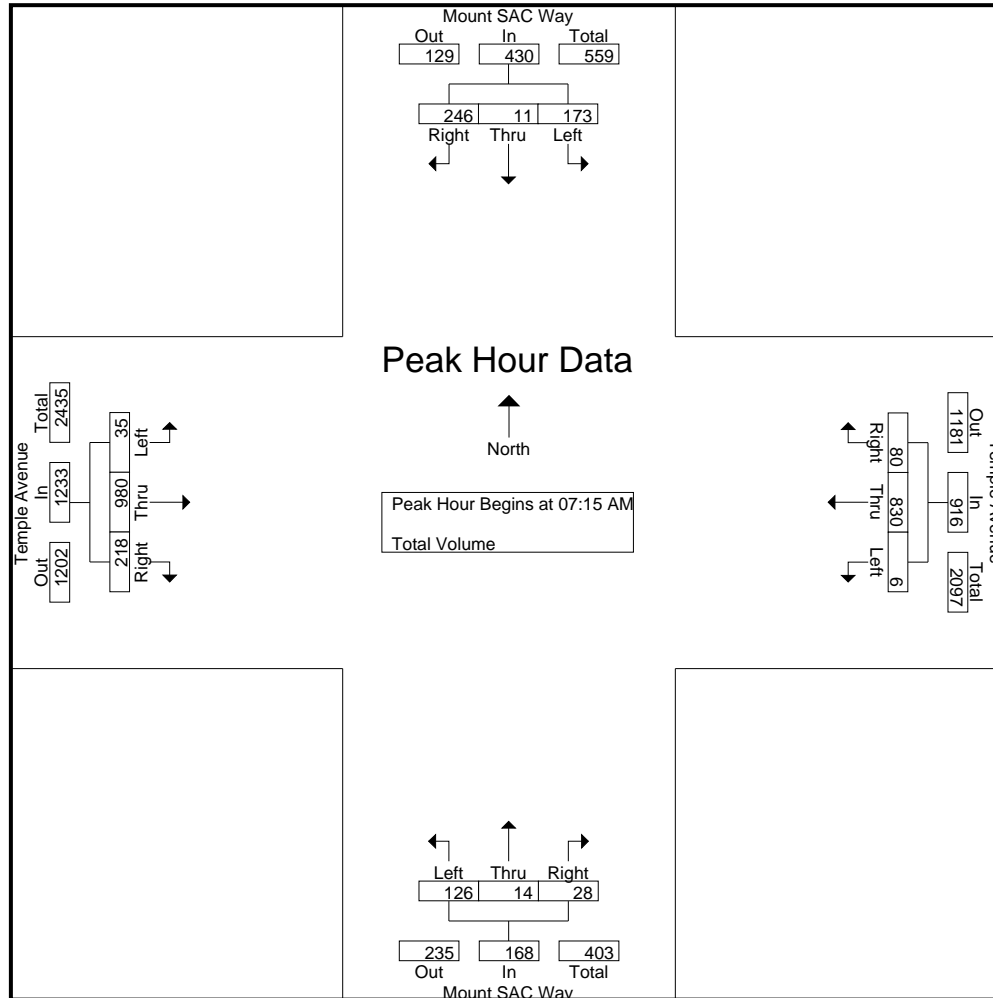 Mount SAC Way
Out In Total
129 430 559
246 11 173
Right Thru Left
Peak Hour Data
North
Peak Hour Begins at 07:15 AM
Total Volume
Temple Avenue
Total In Out
2435 1233 1202
35 980 218
Left Thru Right
Right Thru Left
80 830 6
1181 916 2097
Out In Total
Left Thru Right
126 14 28
235 168 403
Out In Total
Mount SAC Way